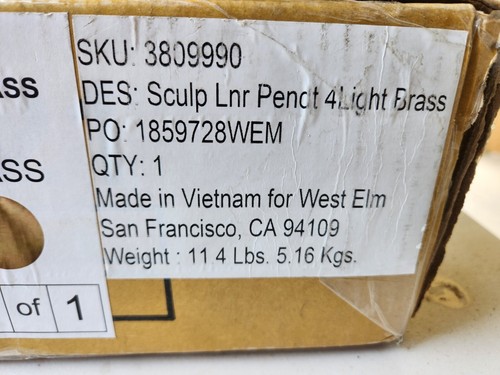 SKU: 3809990
DES: Sculp Lnr Pendt 4Light Brass
PO: 1859728WEM
QTY: 1
Made in Vietnam for West Elm
San Francisco, CA 94109
Weight : 11.4 Lbs. 5.16 Kgs.
ASS
ASS
of 1